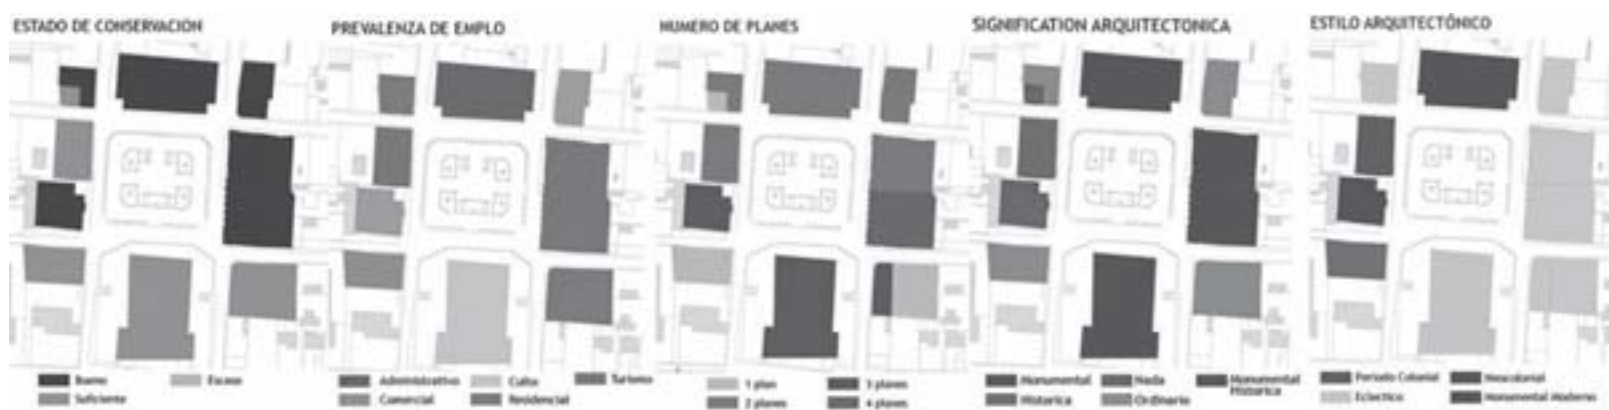 ESTADO DE CONSERVACION
Bueno
Escaso
Suficiente
PREVALENZA DE EMPLO
Administrativo
Culto
Turismo
Comercial
Residencial
NUMERO DE PLANES
1 plan
3 planes
2 planes
4 planes
SIGNIFICATION ARQUITECTONICA
Monumental
Nada
Monumental
Historica
Historica
Ordinario
ESTILO ARQUITECTÓNICO
Periodo Colonial
Neocolonial
Eclectico
Monumental Moderno